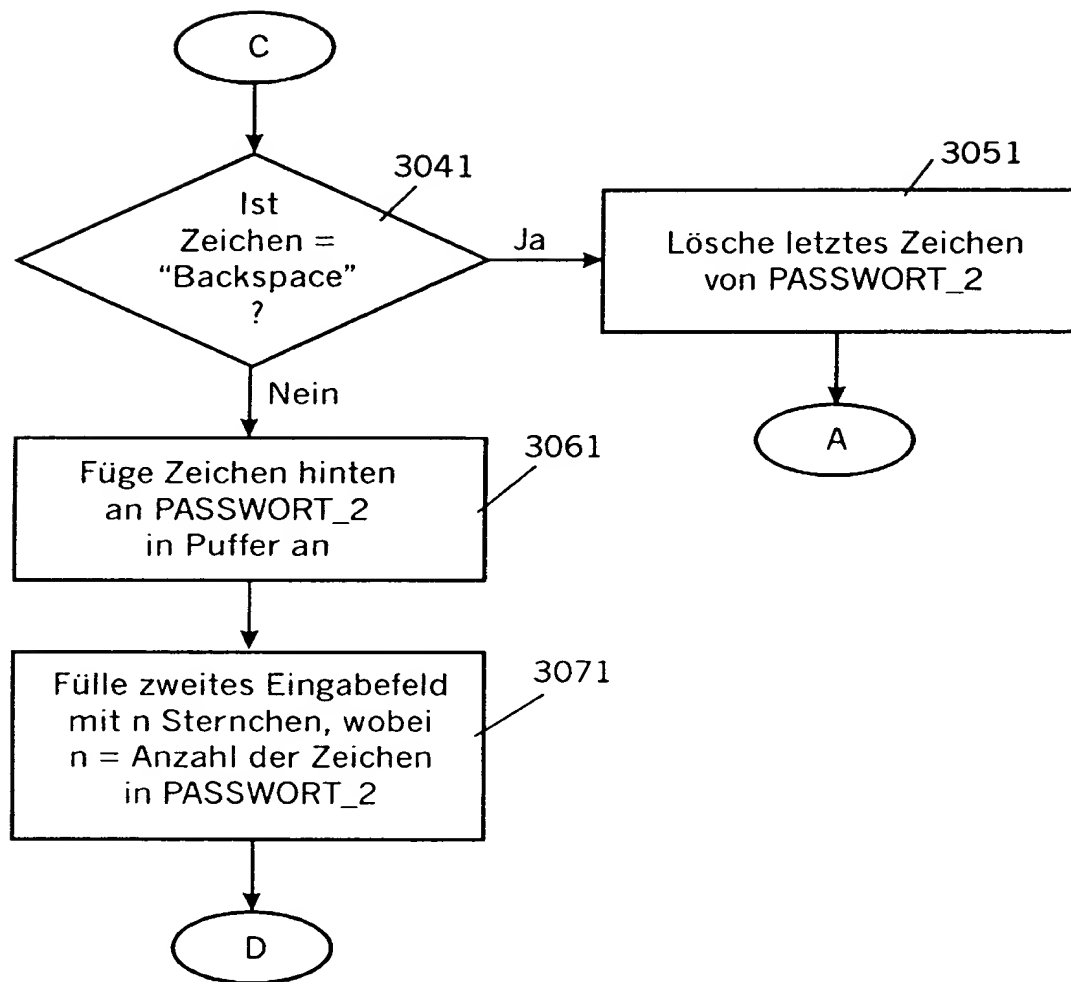 C
3041
Ist
Zeichen =
“Backspace”
?
Ja
3051
Lösche letztes Zeichen
von PASSWORT_2
A
Nein
3061
Füge Zeichen hinten
an PASSWORT_2
in Puffer an
3071
Fülle zweites Eingabefeld
mit n Sternchen, wobei
n = Anzahl der Zeichen
in PASSWORT_2
D